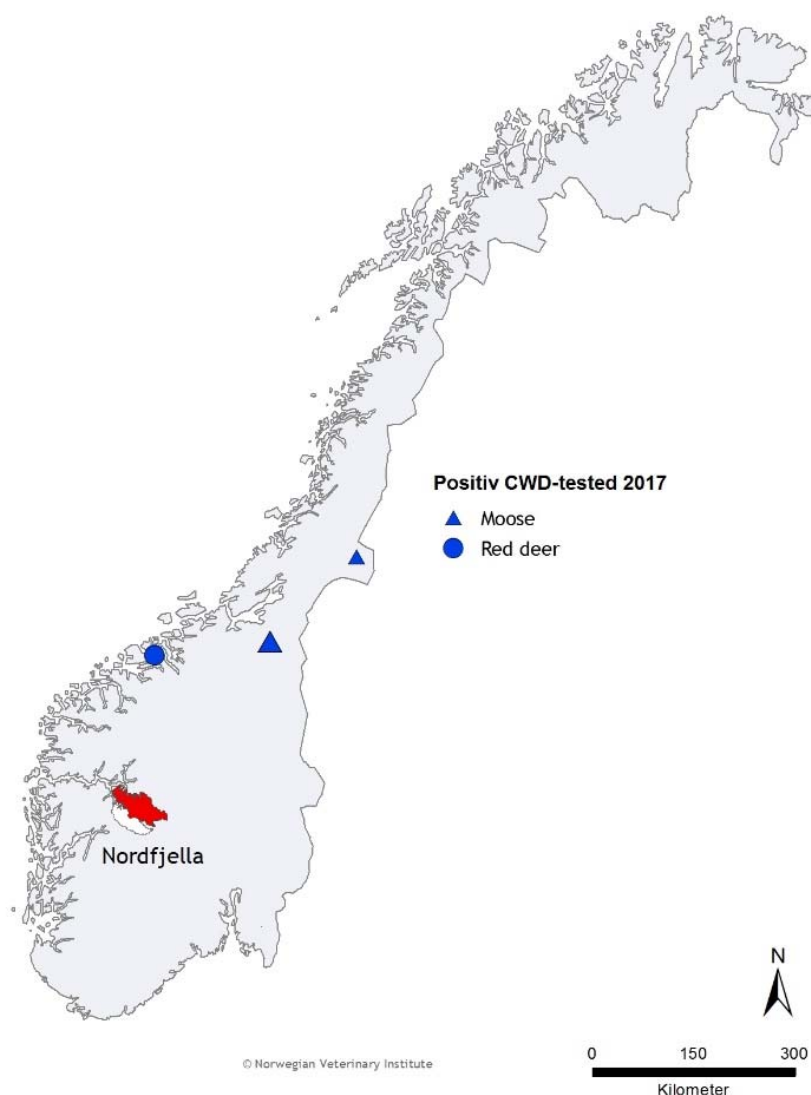 Positiv CWD-tested 2017
Moose
Red deer
Nordfjella
N
© Norwegian Veterinary Institute
0 150 300
Kilometer